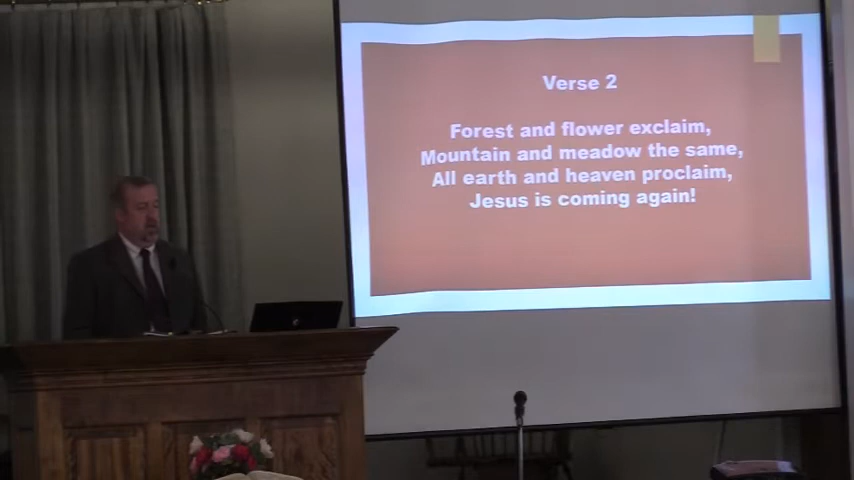 Verse 2
Forest and flower exclaim,
Mountain and meadow the same,
All earth and heaven proclaim,
Jesus is coming again!